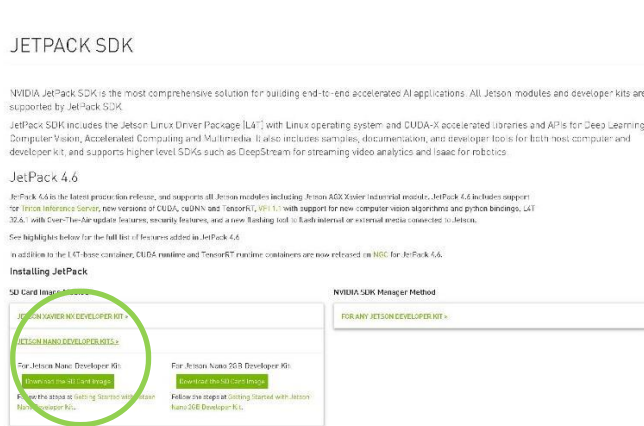 JETPACK SDK
NVIDIA JetPack SDK is the most comprehensive solution for building end-to-end accelerated AI applications. All Jetson modules and developer kits are
supported by JetPack SDK.
JetPack SDK includes the Jetson Linux Driver Package [L4T] with Linux operating system and CUDA-X accelerated libraries and APIs for Deep Learning,
Computer Vision, Accelerated Computing and Multimedia. It also includes samples, documentation, and developer tools for both host computer and
developer kit, and supports higher level SDKs such as DeepStream for streaming video analytics and Isaac for robotics.
JetPack 4.6
JetPack 4.6 is the latest production release, and supports all Jetson modules including Jetson AGX Xavier Industrial module. JetPack 4.6 includes support
for Triton Inference Server, new versions of CUDA, cuDNN and TensorRT, VPI 1.1 with support for new computer vision algorithms and python bindings, L4T
32.6.1 with Over-The-Air update features, security features, and a new flashing tool to flash internal or external media connected to Jetson.
See highlights below for the full list of features added in JetPack 4.6
In addition to the L4T-base container, CUDA runtime and TensorRT runtime containers are now released on NGC for JetPack 4.6.
Installing JetPack
SD Card Image
NVIDIA SDK Manager Method
JETSON XAVIER NX DEVELOPER KIT »
FOR ANY JETSON DEVELOPER KIT »
JETSON NANO DEVELOPER KITS »
For Jetson Nano Developer Kit:
For Jetson Nano 2GB Developer Kit:
Download the SD Card Image
Download the SD Card Image
Follow the steps at Getting Started with Jetson
Nano Developer Kit.
Follow the steps at Getting Started with Jetson
Nano 2GB Developer Kit.